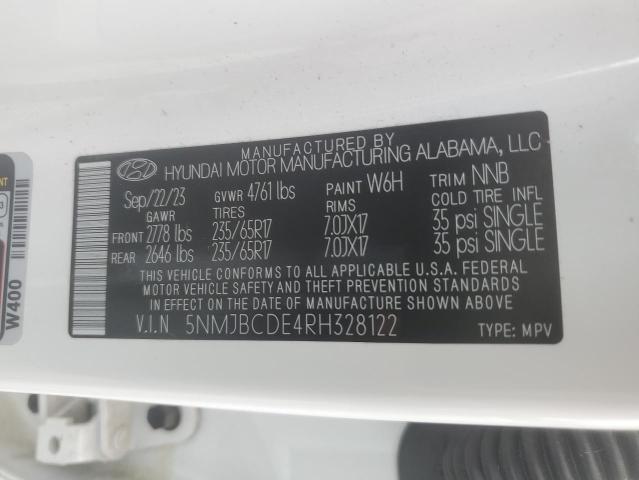 MANUFACTURED BY
HYUNDAI MOTOR MANUFACTURING ALABAMA, LLC
Sep/22/23 GVWR 4761 lbs PAINT W6H TRIM NNB
GAWR TIRES RIMS COLD TIRE INFL
FRONT 2778 lbs 235/65R17 7.0JX17 35 psi SINGLE
REAR 2646 lbs 235/65R17 7.0JX17 35 psi SINGLE
THIS VEHICLE CONFORMS TO ALL APPLICABLE U.S.A. FEDERAL
MOTOR VEHICLE SAFETY AND THEFT PREVENTION STANDARDS
IN EFFECT ON THE DATE OF MANUFACTURE SHOWN ABOVE.
V.I.N 5NMJBCDE4RH328122 TYPE: MPV
W400